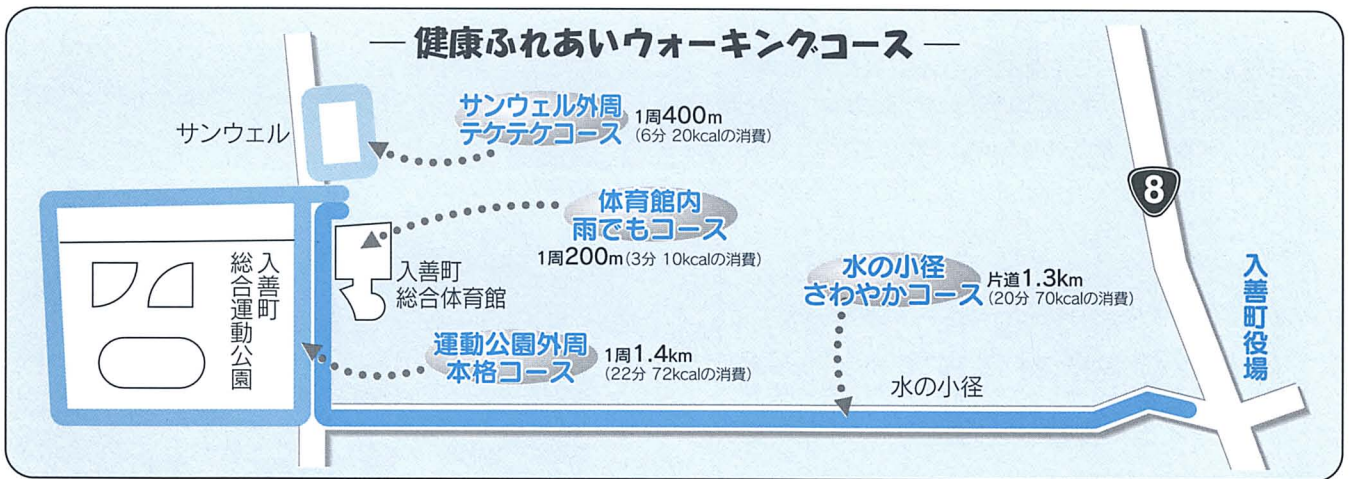 — 健康ふれあいウォーキングコース —
サンウェル
サンウェル外周
テケテケコース
1周400m
(6分 20kcalの消費)
体育館内
雨でもコース
1周200m(3分 10kcalの消費)
入善町
総合体育館
入善町
総合運動公園
運動公園外周
本格コース
1周1.4km
(22分 72kcalの消費)
水の小径
さわやかコース
片道1.3km
(20分 70kcalの消費)
水の小径
8
入善町役場